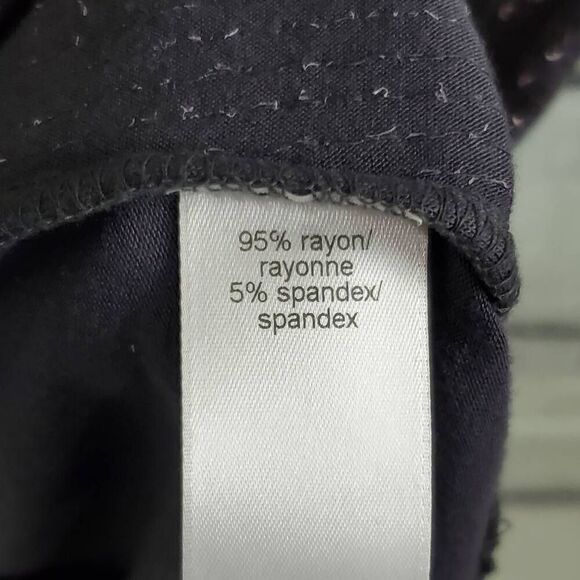 95% rayon/
rayonne
5% spandex/
spandex